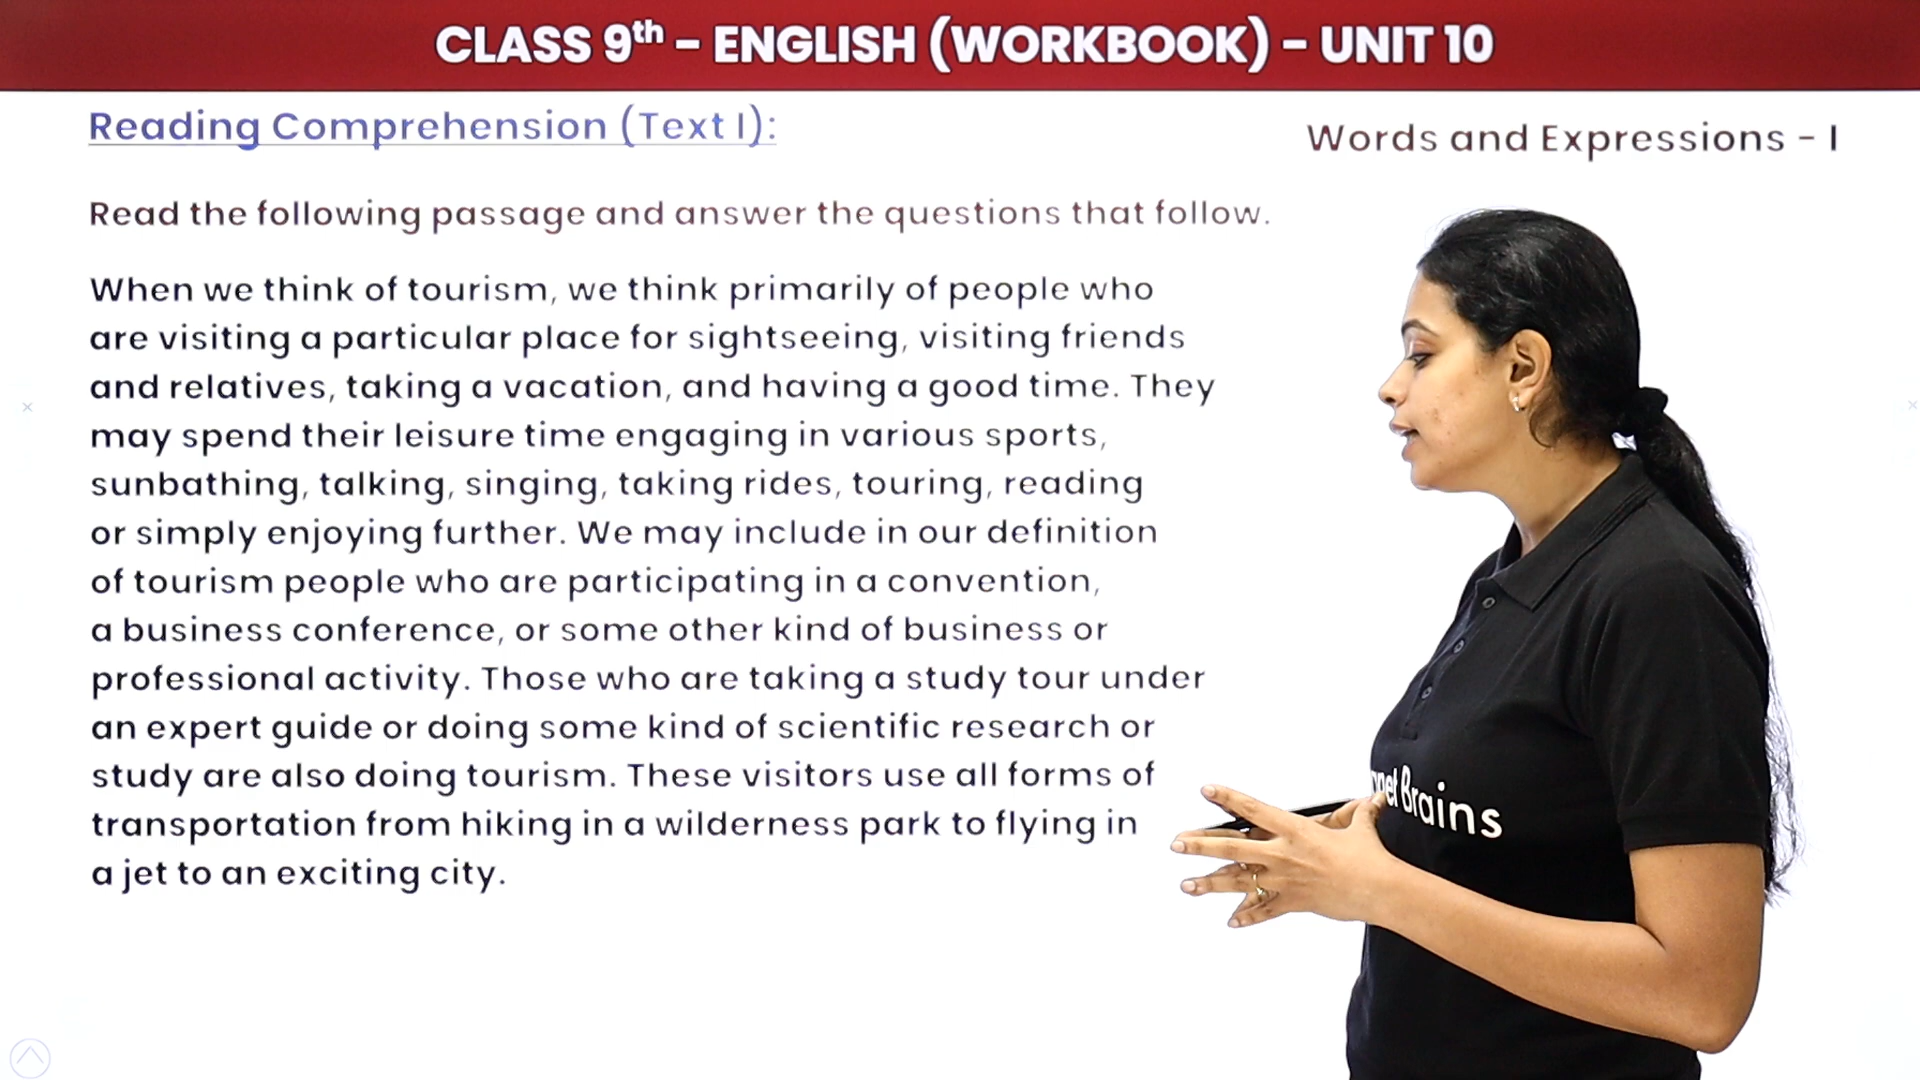 CLASS 9th – ENGLISH (WORKBOOK) – UNIT 10
Reading Comprehension (Text I):
Words and Expressions - I
Read the following passage and answer the questions that follow.
When we think of tourism, we think primarily of people who
are visiting a particular place for sightseeing, visiting friends
and relatives, taking a vacation, and having a good time. They
may spend their leisure time engaging in various sports,
sunbathing, talking, singing, taking rides, touring, reading
or simply enjoying further. We may include in our definition
of tourism people who are participating in a convention,
a business conference, or some other kind of business or
professional activity. Those who are taking a study tour under
an expert guide or doing some kind of scientific research or
study are also doing tourism. These visitors use all forms of
transportation from hiking in a wilderness park to flying in
a jet to an exciting city.
Brains